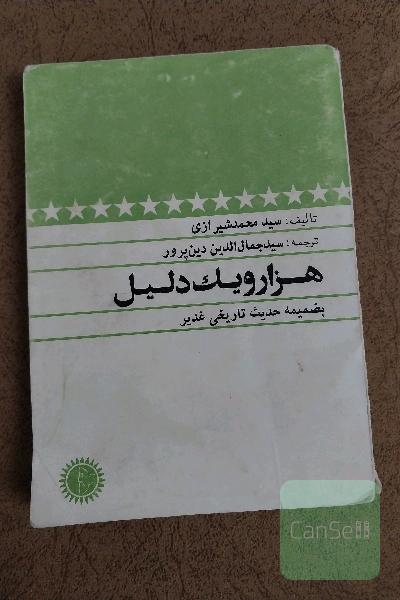 تالیف: سید محمد شیرازی
ترجمه: سید جمال‌الدین دین‌پرور
هزار و یک دلیل
بضمیمه حدیث تاریخی غدیر
CanSell